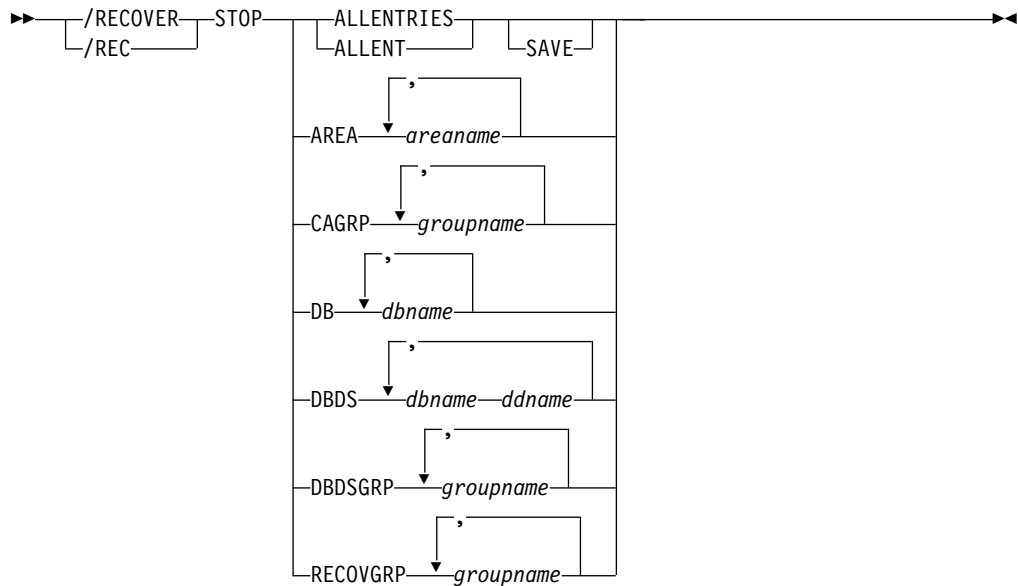 /RECOVER STOP ALLENTRIES
/REC ALLENT SAVE
,
AREA areaname
,
CAGRP groupname
,
DB dbname
,
DBDS dbname ddname
,
DBDSGRP groupname
,
RECOVGRP groupname